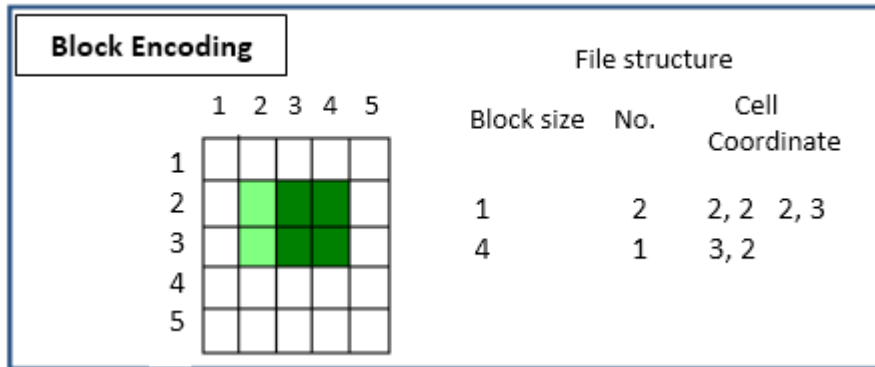 Block Encoding
File structure
1 2 3 4 5
Block size No. Cell Coordinate
1
2
3
4
5
1 2 2, 2 2, 3
4 1 3, 2